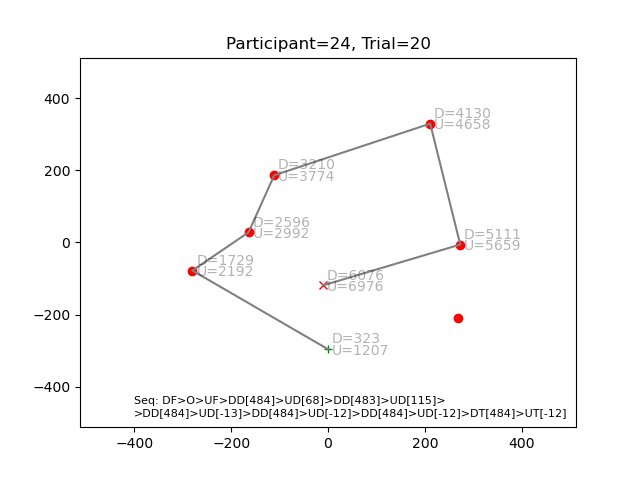 Participant=24, Trial=20
400
200
0
−200
−400
D=4130
U=4658
D=3210
U=3774
D=2596
U=2992
D=5111
U=5659
D=1729
U=2192
D=6076
U=6976
D=323
U=1207
Seq: DF>O>UF>DD[484]>UD[68]>DD[483]>UD[115]>
>DD[484]>UD[-13]>DD[484]>UD[-12]>DD[484]>UD[-12]>DT[484]>UT[-12]
−400 −200 0 200 400